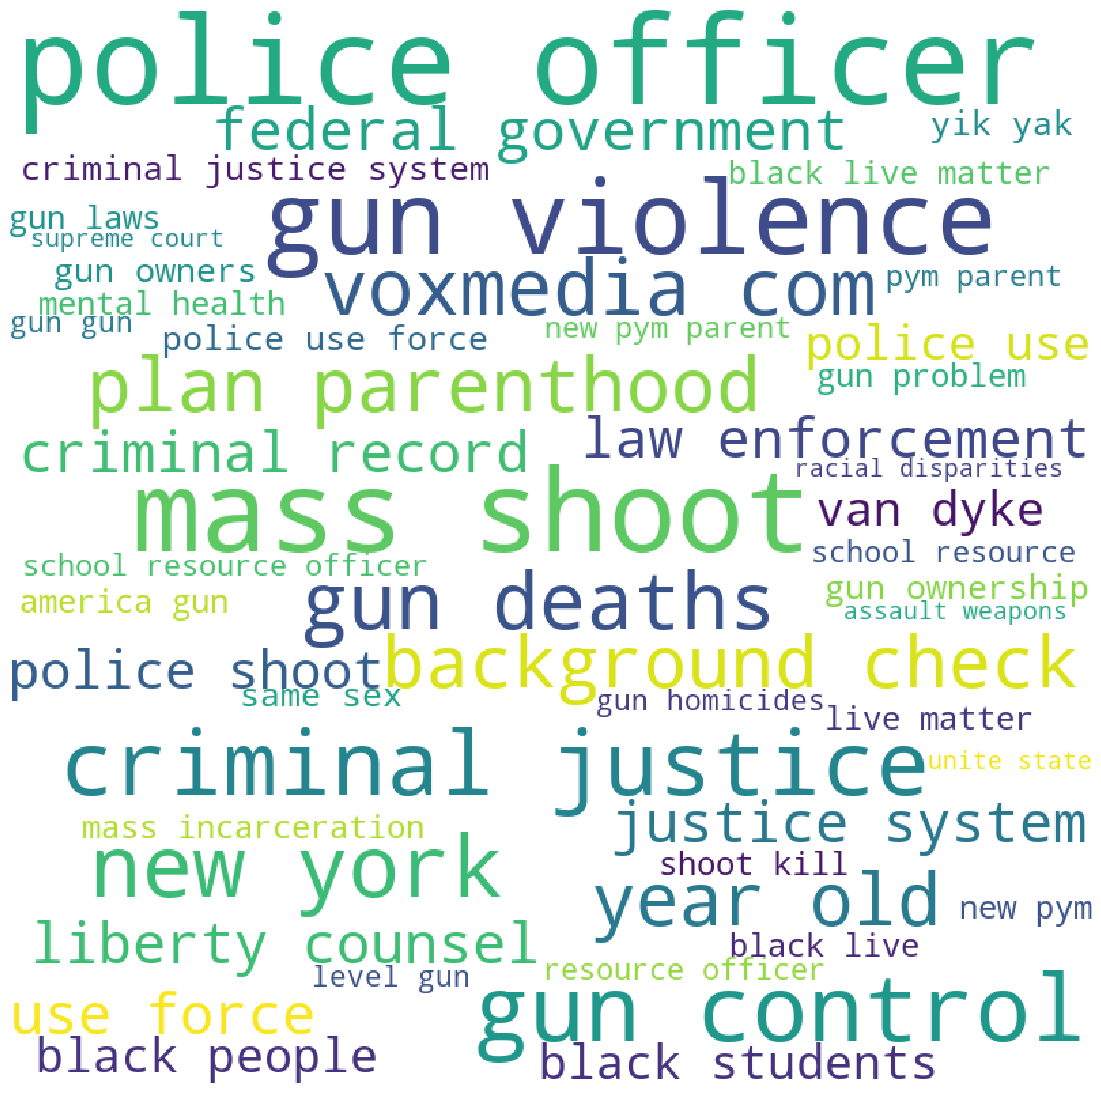 police officer
federal government
yik yak
criminal justice system
black live matter
gun laws
gun violence
supreme court
gun owners
voxmedia com
pym parent
mental health
gun gun
police use force
new pym parent
police use
plan parenthood
gun problem
criminal record
law enforcement
racial disparities
mass shoot
van dyke
school resource
school resource officer
gun deaths
gun ownership
america gun
assault weapons
police shoot
background check
same sex
gun homicides
live matter
criminal justice
unite state
mass incarceration
justice system
new york
shoot kill
year old
new pym
liberty counsel
black live
level gun
resource officer
use force
gun control
black people
black students